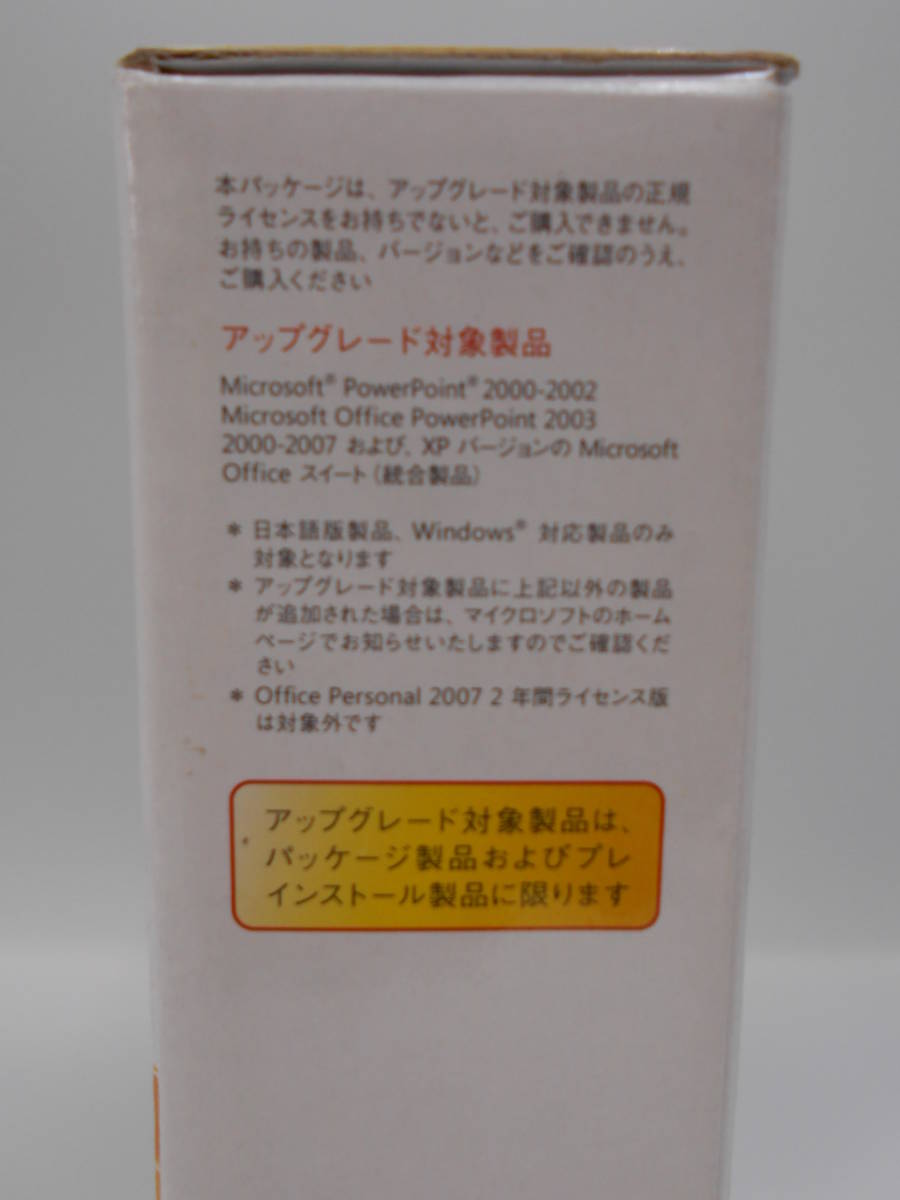 本パッケージは、アップグレード対象製品の正規
ライセンスをお持ちでないと、ご購入できません。
お持ちの製品、バージョンなどをご確認のうえ、
ご購入ください
アップグレード対象製品
Microsoft® PowerPoint® 2000-2002
Microsoft Office PowerPoint 2003
2000-2007 および、XP バージョンの Microsoft
Office スイート（統合製品）
* 日本語版製品、Windows® 対応製品のみ
対象となります
* アップグレード対象製品に上記以外の製品
が追加された場合は、マイクロソフトのホーム
ページでお知らせいたしますのでご確認くだ
さい
* Office Personal 2007 2 年間ライセンス版
は対象外です
アップグレード対象製品は、
パッケージ製品およびプレ
インストール製品に限ります